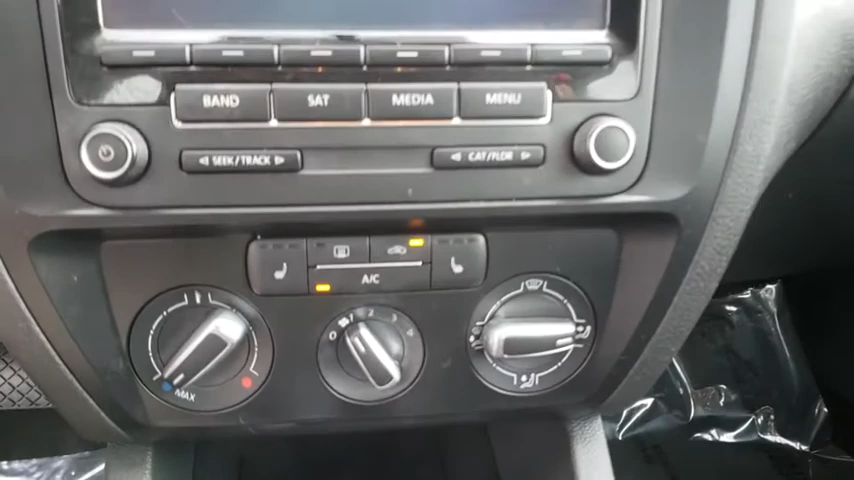 BAND SAT MEDIA MENU
SEEK/TRACK CAT/FLDR
A/C
0 1 2 3 4
MAX